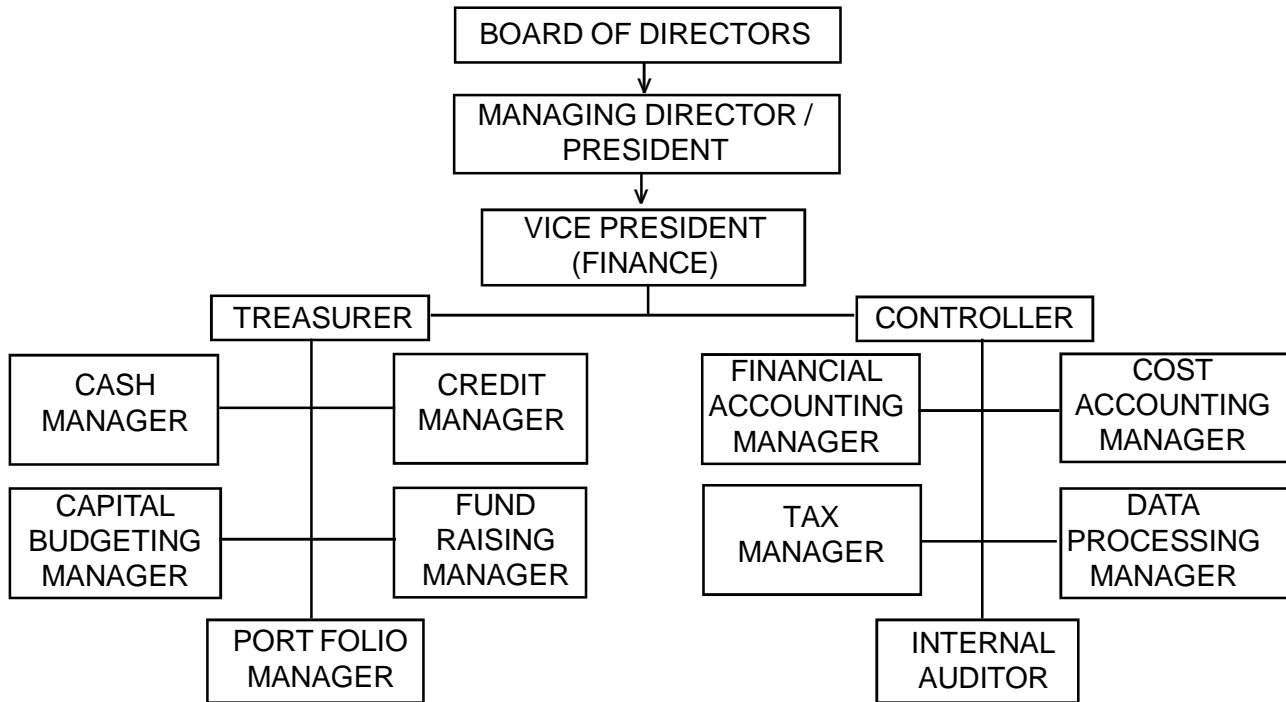 BOARD OF DIRECTORS
MANAGING DIRECTOR /
PRESIDENT
VICE PRESIDENT
(FINANCE)
TREASURER
CONTROLLER
CASH
MANAGER
CREDIT
MANAGER
FINANCIAL
ACCOUNTING
MANAGER
COST
ACCOUNTING
MANAGER
CAPITAL
BUDGETING
MANAGER
FUND
RAISING
MANAGER
TAX
MANAGER
DATA
PROCESSING
MANAGER
PORT FOLIO
MANAGER
INTERNAL
AUDITOR